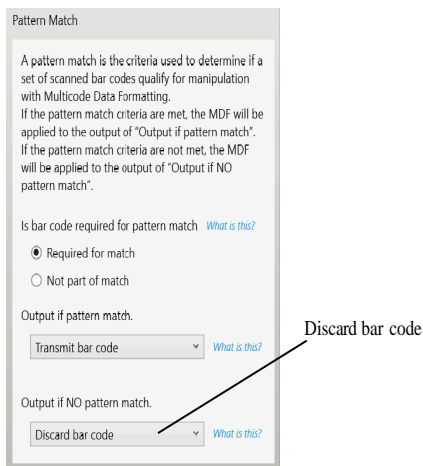 Pattern Match
A pattern match is the criteria used to determine if a
set of scanned bar codes qualify for manipulation
with Multicode Data Formatting.
If the pattern match criteria are met, the MDF will be
applied to the output of "Output if pattern match".
If the pattern match criteria are not met, the MDF
will be applied to the output of "Output if NO
pattern match".
Is bar code required for pattern match What is this?
Required for match
Not part of match
Output if pattern match.
Transmit bar code What is this?
Discard bar code
Output if NO pattern match.
Discard bar code What is this?